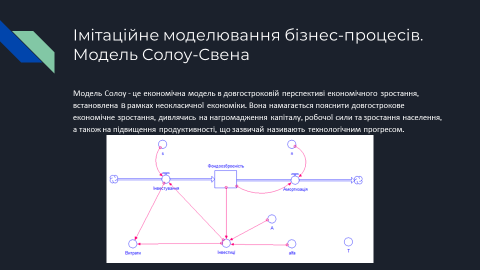 Імітаційне моделювання бізнес-процесів.
Модель Солоу-Свена
Модель Солоу - це економічна модель в довгостроковій перспективі економічного зростання,
встановлена в рамках неокласичної економіки. Вона намагається пояснити довгострокове
економічне зростання, дивлячись на нагромадження капіталу, робочої сили та зростання населення,
а також на підвищення продуктивності, що зазвичай називають технологічним прогресом.
Фондоозброєність
Інвестування
Амортизація
A
Витрати
Інвестиції
alfa
T